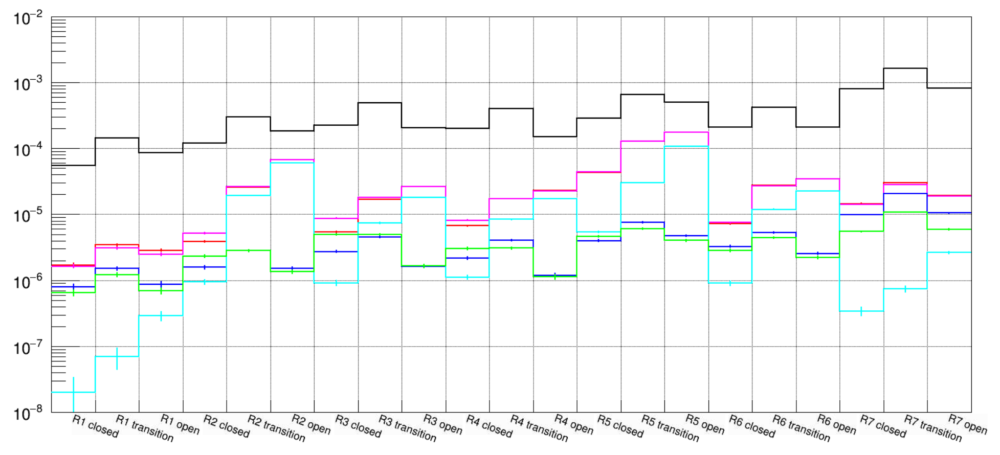 10⁻²
10⁻³
10⁻⁴
10⁻⁵
10⁻⁶
10⁻⁷
10⁻⁸
R1 closed
R1 transition
R1 open
R2 closed
R2 transition
R2 open
R3 closed
R3 transition
R3 open
R4 closed
R4 transition
R4 open
R5 closed
R5 transition
R5 open
R6 closed
R6 transition
R6 open
R7 closed
R7 transition
R7 open